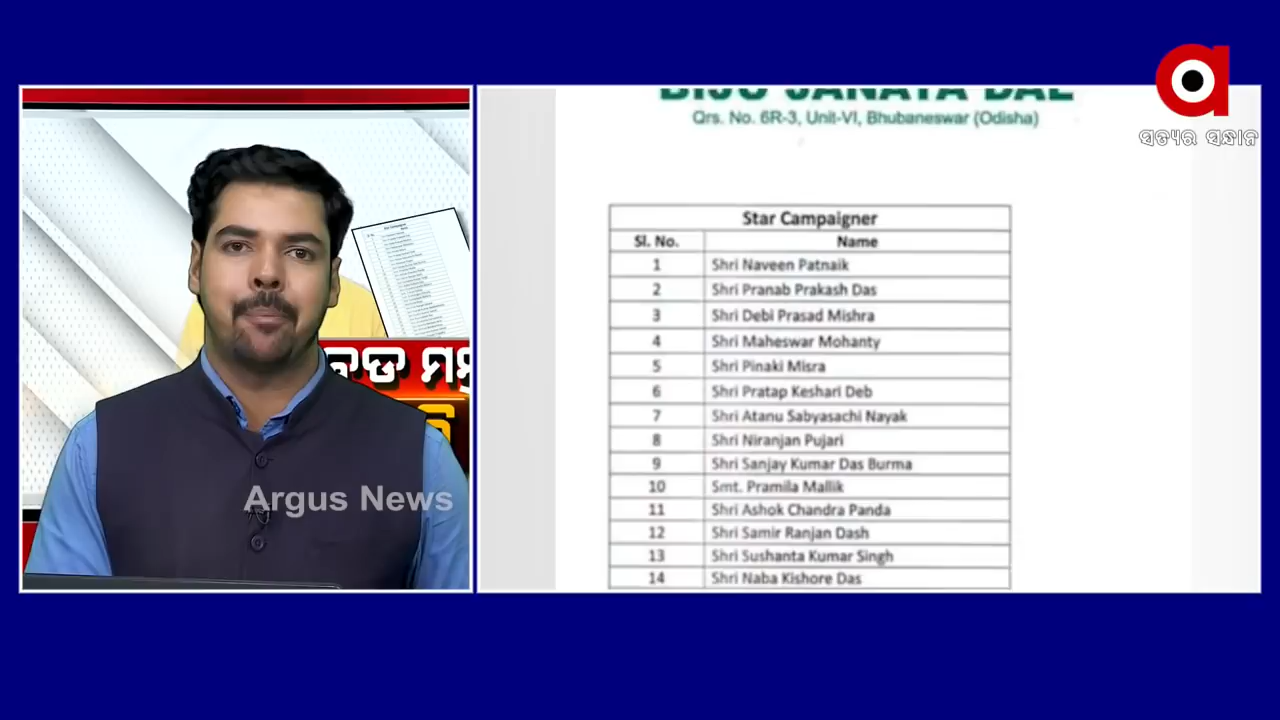 ସତ୍ୟର ସନ୍ଧାନ
BIJU JANATA DAL
Qrs. No. 6R-3, Unit-VI, Bhubaneswar (Odisha)
Star Campaigner
Sl. No. Name
1 Shri Naveen Patnaik
2 Shri Pranab Prakash Das
3 Shri Debi Prasad Mishra
4 Shri Maheswar Mohanty
5 Shri Pinaki Misra
6 Shri Pratap Keshari Deb
7 Shri Atanu Sabyasachi Nayak
8 Shri Niranjan Pujari
9 Shri Sanjay Kumar Das Burma
10 Smt. Pramila Mallik
11 Shri Ashok Chandra Panda
12 Shri Samir Ranjan Dash
13 Shri Sushanta Kumar Singh
14 Shri Naba Kishore Das
Argus News